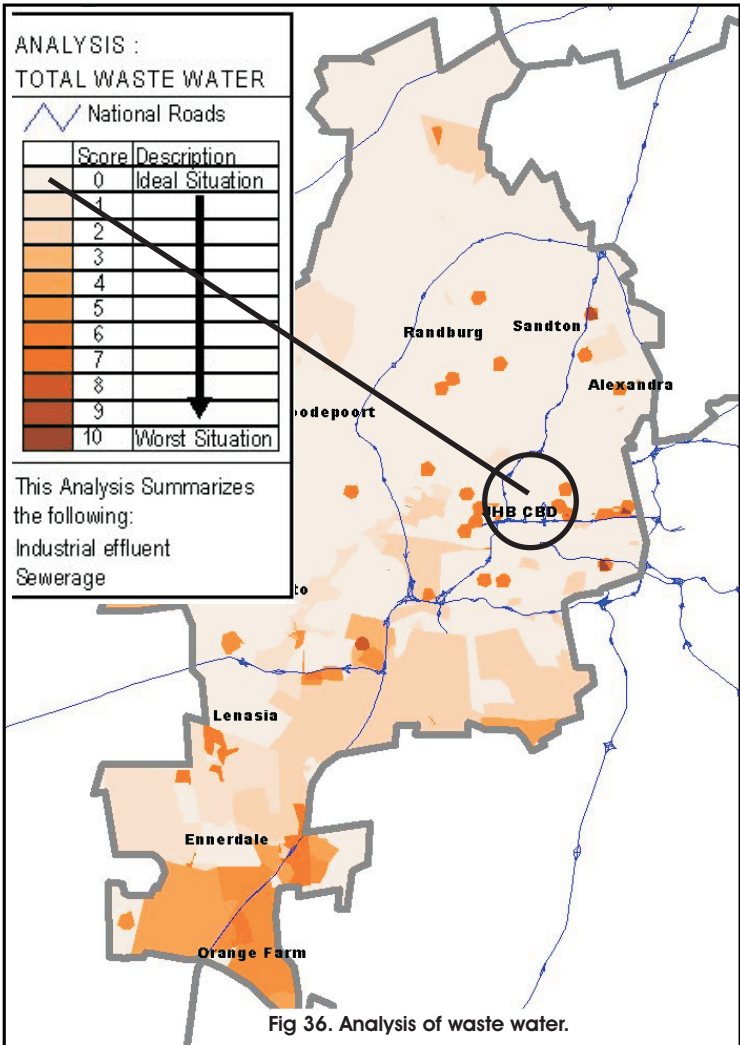 ANALYSIS :
TOTAL WASTE WATER
National Roads
Score Description
0 Ideal Situation
1
2
3
4
5
6
7
8
9
10 Worst Situation
This Analysis Summarizes
the following:
Industrial effluent
Sewerage
Randburg
Sandton
Alexandra
odepoort
JHB CBD
to
Lenasia
Ennerdale
Orange Farm
Fig 36. Analysis of waste water.